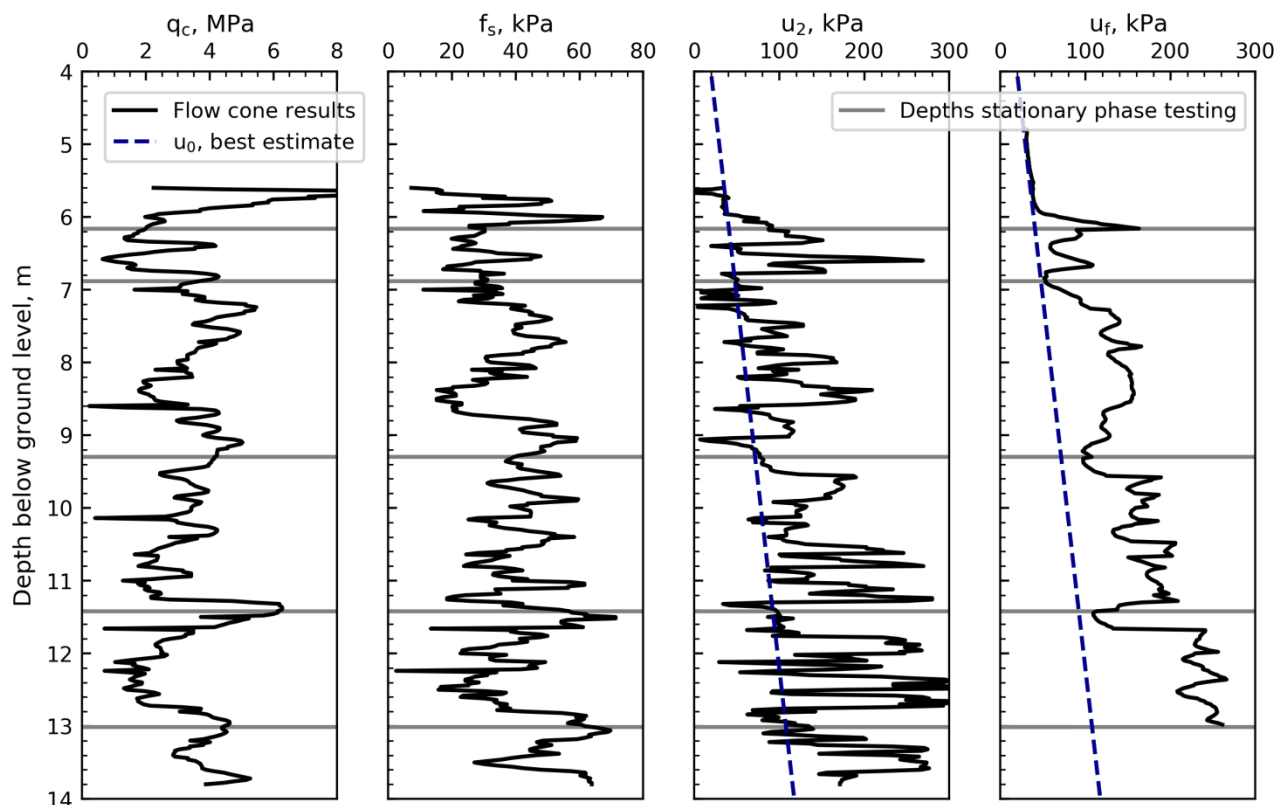 q_c, MPa
f_s, kPa
u_2, kPa
u_f, kPa
0 2 4 6 8
0 20 40 60 80
0 100 200 300
0 100 200 300
Flow cone results
u_0, best estimate
Depths stationary phase testing
Depth below ground level, m
4
5
6
7
8
9
10
11
12
13
14